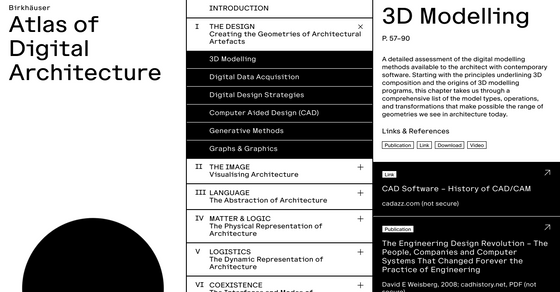 Birkhäuser
Atlas of
Digital
Architecture
INTRODUCTION
I THE DESIGN ×
Creating the Geometries of Architectural
Artefacts
3D Modelling
Digital Data Acquisition
Digital Design Strategies
Computer Aided Design (CAD)
Generative Methods
Graphs & Graphics
II THE IMAGE +
Visualising Architecture
III LANGUAGE +
The Abstraction of Architecture
IV MATTER & LOGIC +
The Physical Representation of
Architecture
V LOGISTICS +
The Dynamic Representation of
Architecture
VI COEXISTENCE +
The Interfaces and Modes of
3D Modelling
P. 57–90
A detailed assessment of the digital modelling
methods available to the architect with contemporary
software. Starting with the principles underlining 3D
composition and the origins of 3D modelling
programs, this chapter takes us through a
comprehensive list of the model types, operations,
and transformations that make possible the range of
geometries we see in architecture today.
Links & References
Publication Link Download Video
Link
CAD Software – History of CAD/CAM
cadazz.com (not secure)
Publication
The Engineering Design Revolution – The
People, Companies and Computer
Systems That Changed Forever the
Practice of Engineering
David E Weisberg, 2008; cadhistory.net, PDF (not
secure)